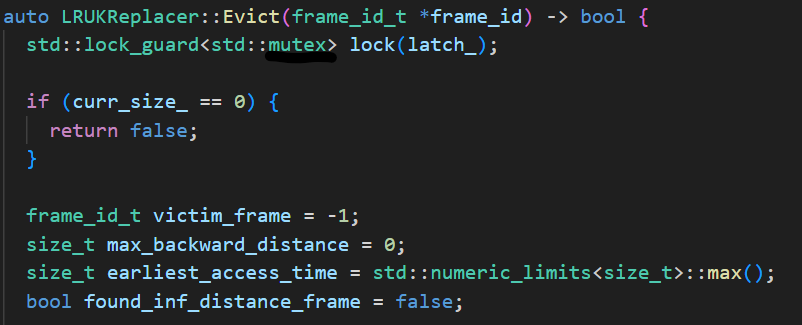 auto LRUKReplacer::Evict(frame_id_t *frame_id) -> bool {
std::lock_guard<std::mutex> lock(latch_);
if (curr_size_ == 0) {
return false;
}
frame_id_t victim_frame = -1;
size_t max_backward_distance = 0;
size_t earliest_access_time = std::numeric_limits<size_t>::max();
bool found_inf_distance_frame = false;